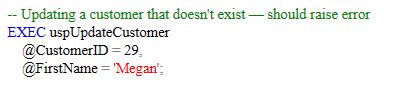 -- Updating a customer that doesn't exist — should raise error
EXEC uspUpdateCustomer
@CustomerID = 29,
@FirstName = 'Megan';